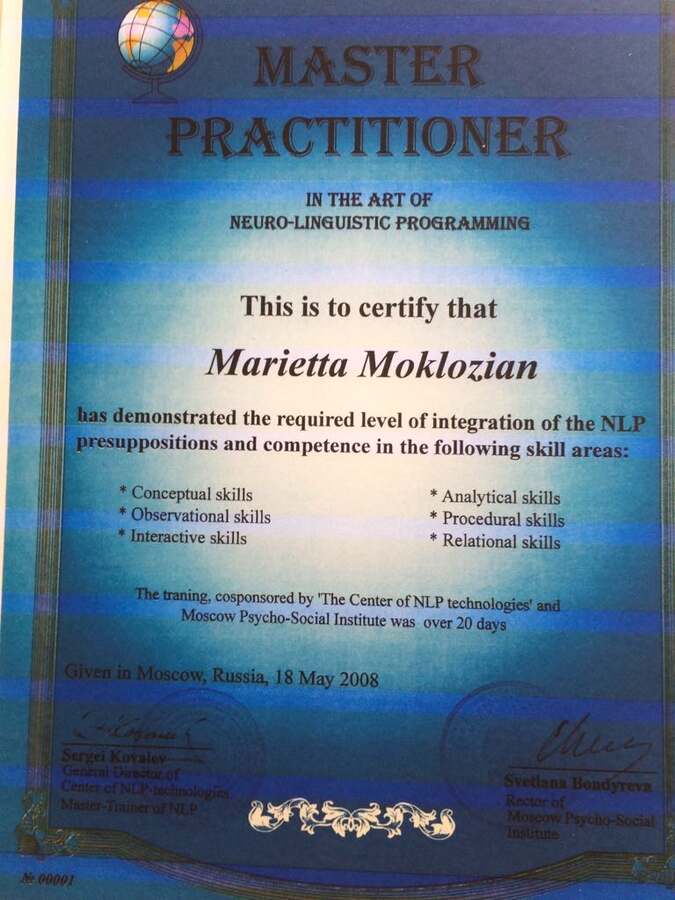 MASTER
PRACTITIONER
IN THE ART OF
NEURO-LINGUISTIC PROGRAMMING
This is to certify that
Marietta Moklozian
has demonstrated the required level of integration of the NLP
presuppositions and competence in the following skill areas:
* Conceptual skills
* Observational skills
* Interactive skills
* Analytical skills
* Procedural skills
* Relational skills
The traning, cosponsored by 'The Center of NLP technologies' and
Moscow Psycho-Social Institute was over 20 days
Given in Moscow, Russia, 18 May 2008
Sergei Kovalev
General Director of
Center of NLP-technologies
Master-Trainer of NLP
Svetlana Bondyreva
Rector of
Moscow Psycho-Social
Institute
№ 00001